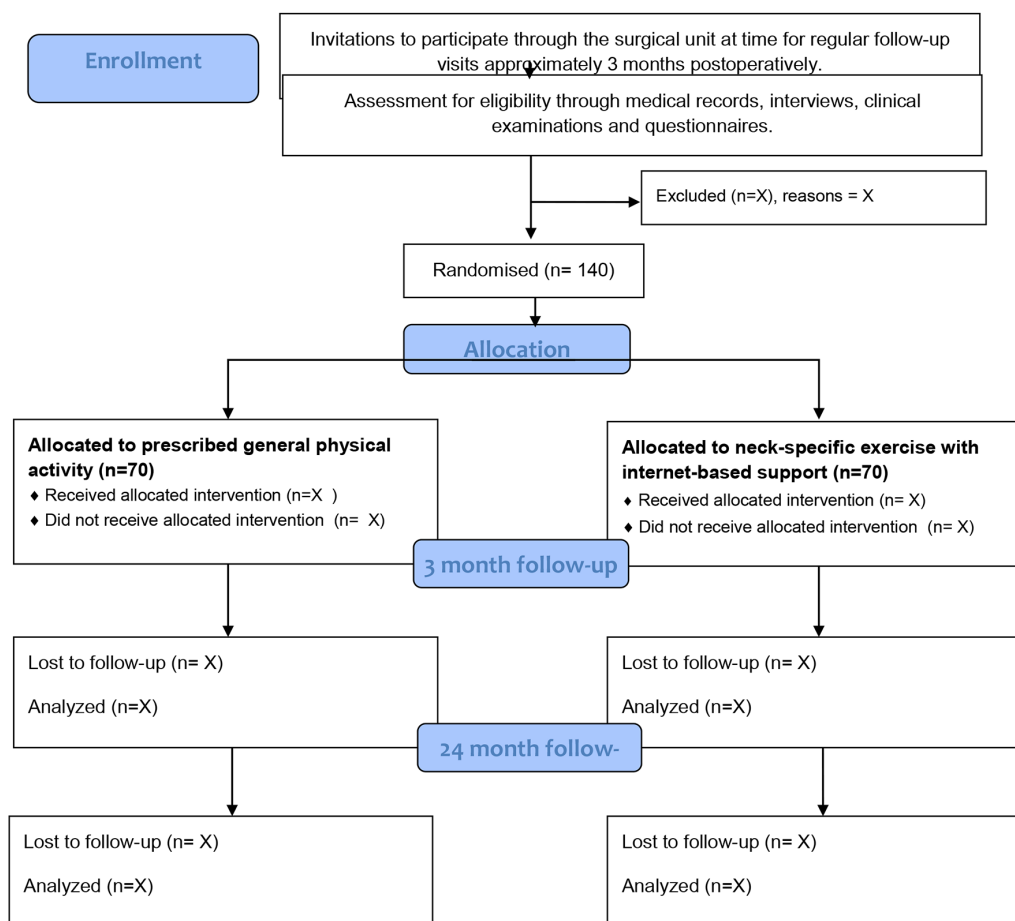 Enrollment
Invitations to participate through the surgical unit at time for regular follow-up
visits approximately 3 months postoperatively.
Assessment for eligibility through medical records, interviews, clinical
examinations and questionnaires.
Excluded (n=X), reasons = X
Randomised (n= 140)
Allocation
Allocated to prescribed general physical
activity (n=70)
♦ Received allocated intervention (n=X )
♦ Did not receive allocated intervention (n= X)
Allocated to neck-specific exercise with
internet-based support (n=70)
♦ Received allocated intervention (n= X)
♦ Did not receive allocated intervention (n= X)
3 month follow-up
Lost to follow-up (n= X)
Analyzed (n=X)
Lost to follow-up (n= X)
Analyzed (n=X)
24 month follow-
Lost to follow-up (n= X)
Analyzed (n=X)
Lost to follow-up (n= X)
Analyzed (n=X)